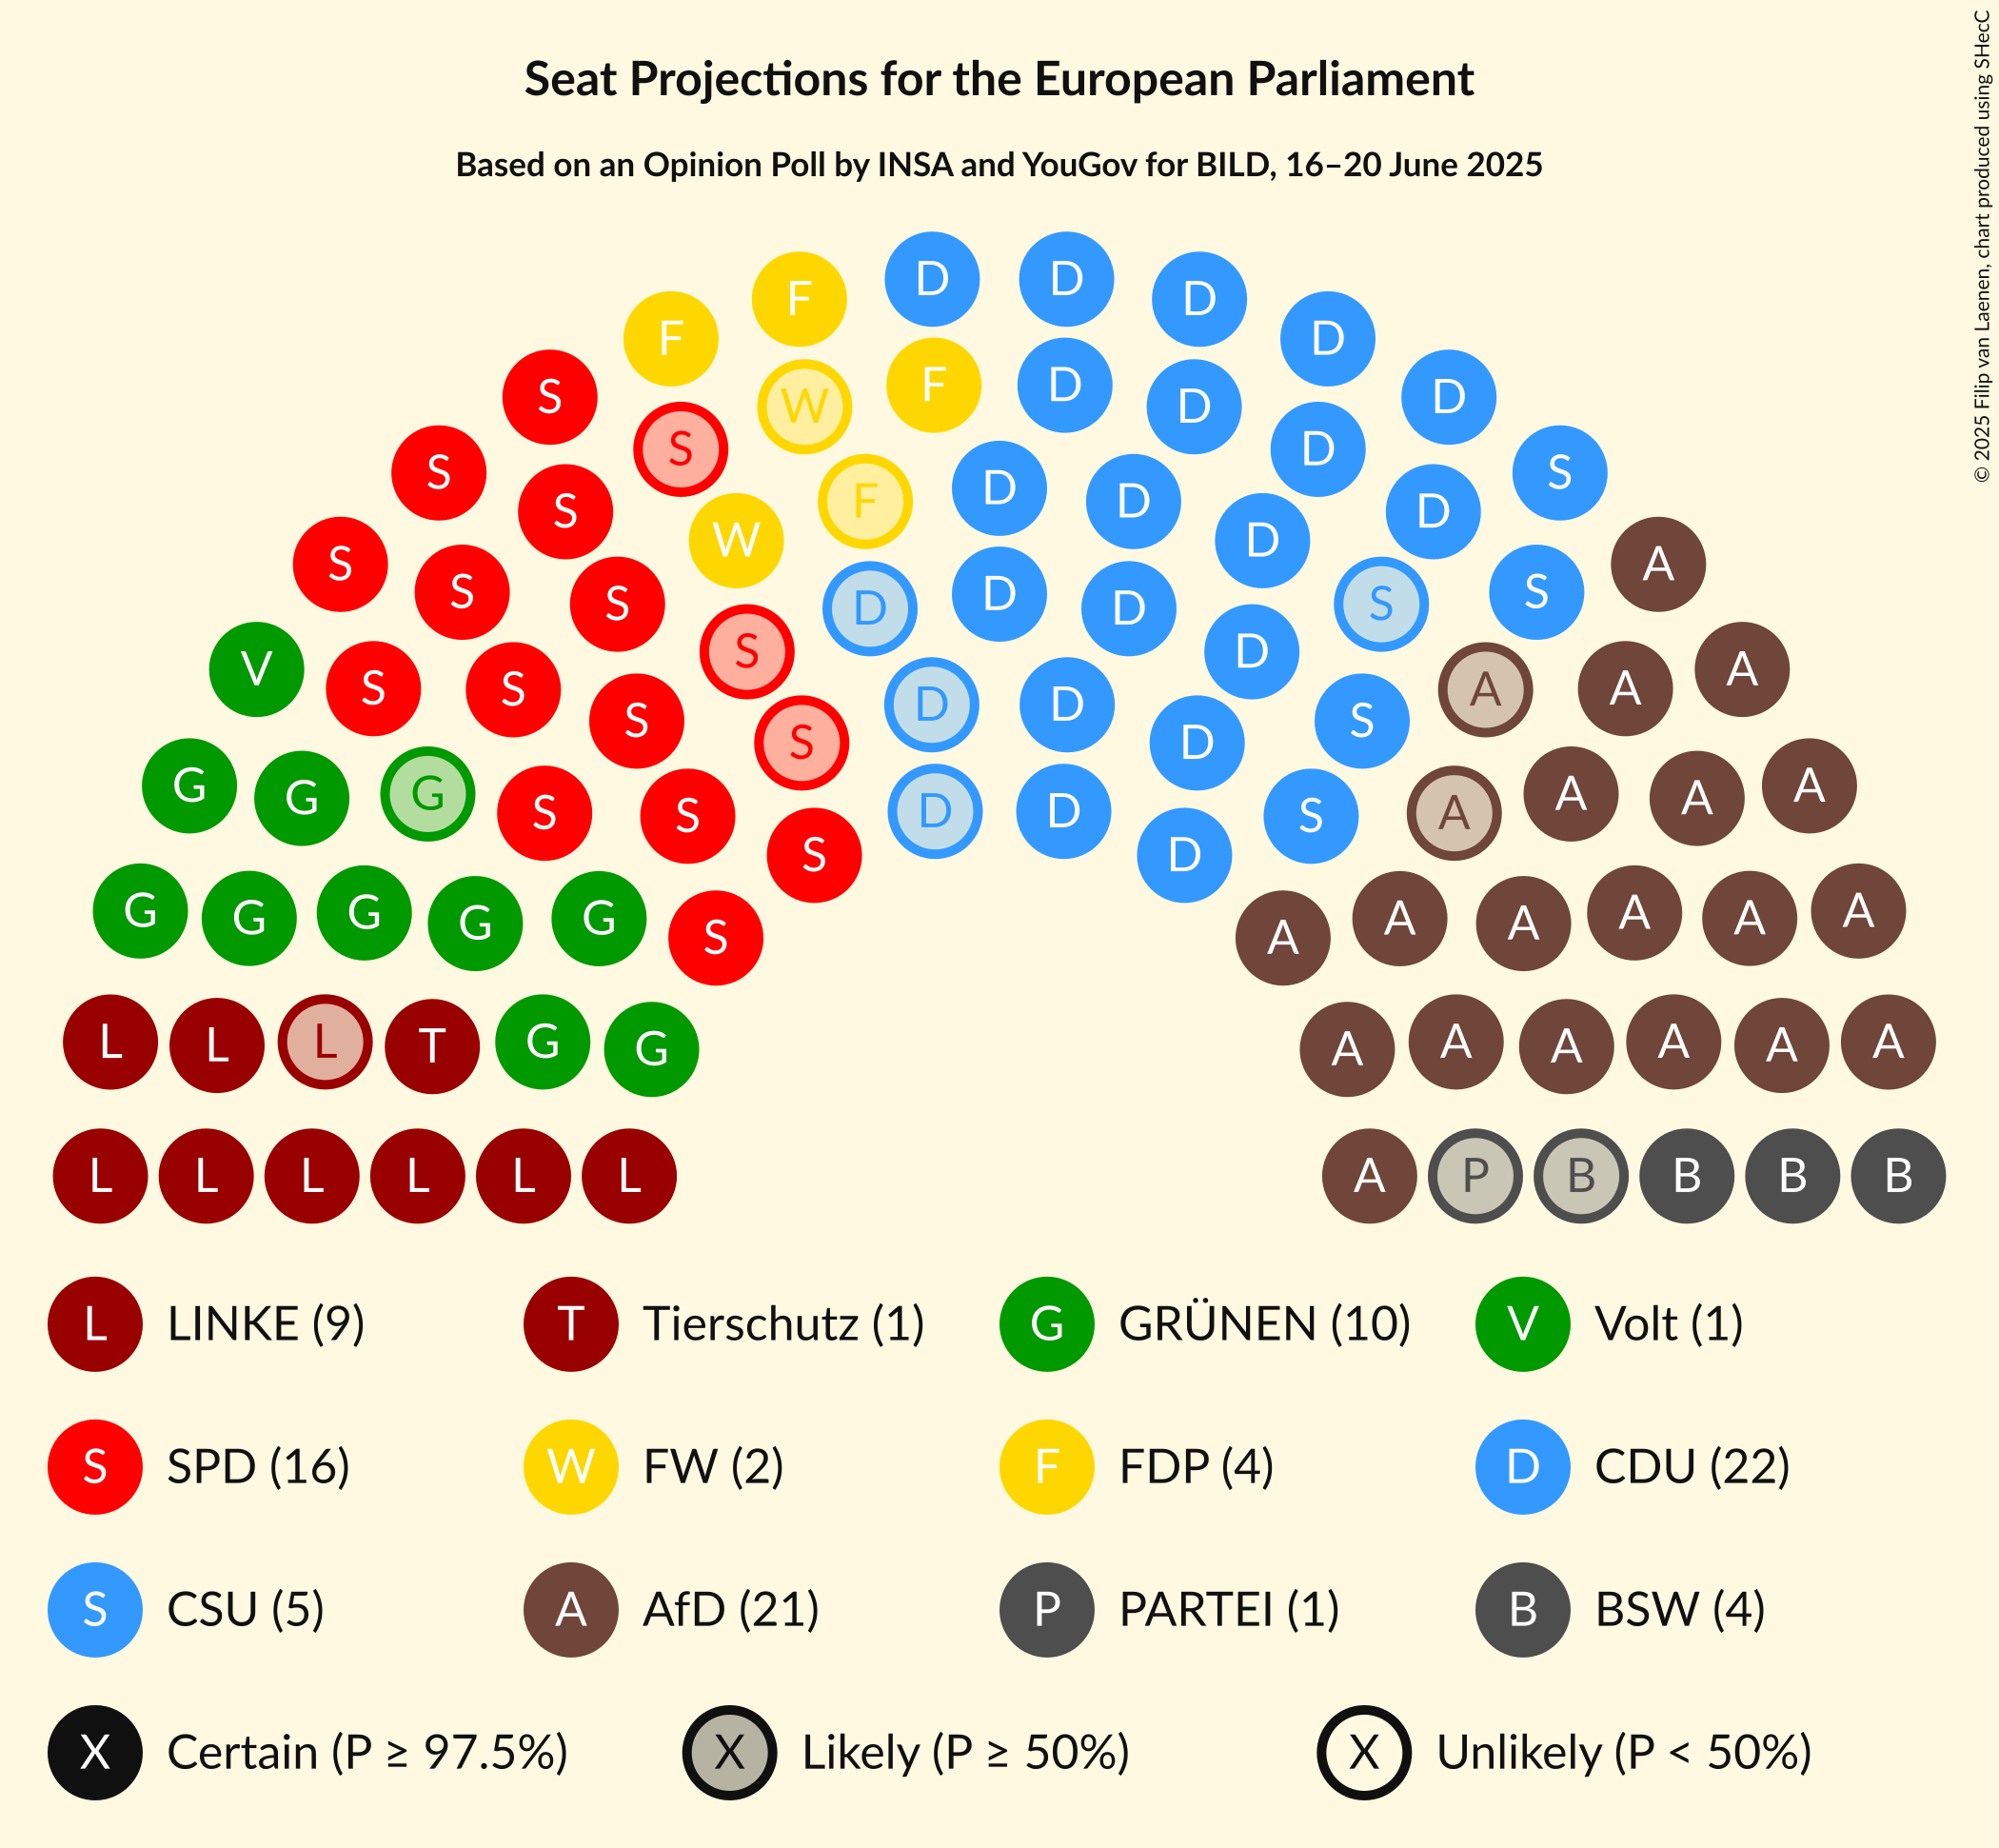 Seat Projections for the European Parliament
Based on an Opinion Poll by INSA and YouGov for BILD, 16–20 June 2025
© 2025 Filip van Laenen, chart produced using SHecC
D D
F D
F D
S D
F D
W D
S D
S S
D
F D
S D
W D
S A
S S
D
D D
S S
S D
V A
S A
S A
D D
S S
S D
G A
G A
G A
S A
S S
D D
S D
G A
G A
G A
G A
G A
S A
L A
L A
L A
T A
G A
G A
L L L L L L A P B B B B
L LINKE (9) T Tierschutz (1) G GRÜNEN (10) V Volt (1)
S SPD (16) W FW (2) F FDP (4) D CDU (22)
S CSU (5) A AfD (21) P PARTEI (1) B BSW (4)
X Certain (P ≥ 97.5%) X Likely (P ≥ 50%) X Unlikely (P < 50%)